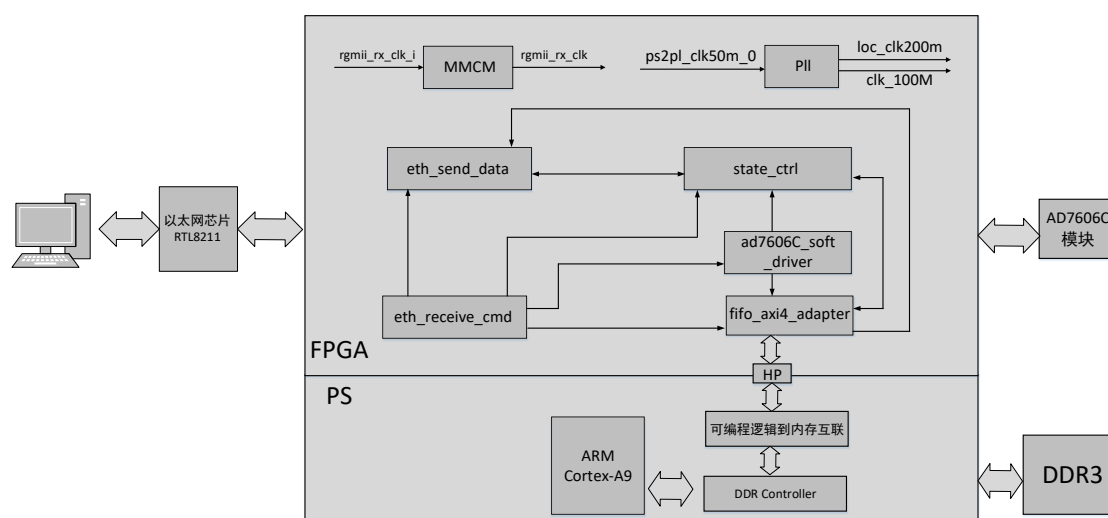 rgmii_rx_clk_i
MMCM
rgmii_rx_clk
ps2pl_clk50m_0
Pll
loc_clk200m
clk_100M
eth_send_data
state_ctrl
以太网芯片
RTL8211
AD7606C
模块
ad7606C_soft
_driver
eth_receive_cmd
fifo_axi4_adapter
FPGA
HP
PS
可编程逻辑到内存互联
ARM
Cortex-A9
DDR Controller
DDR3